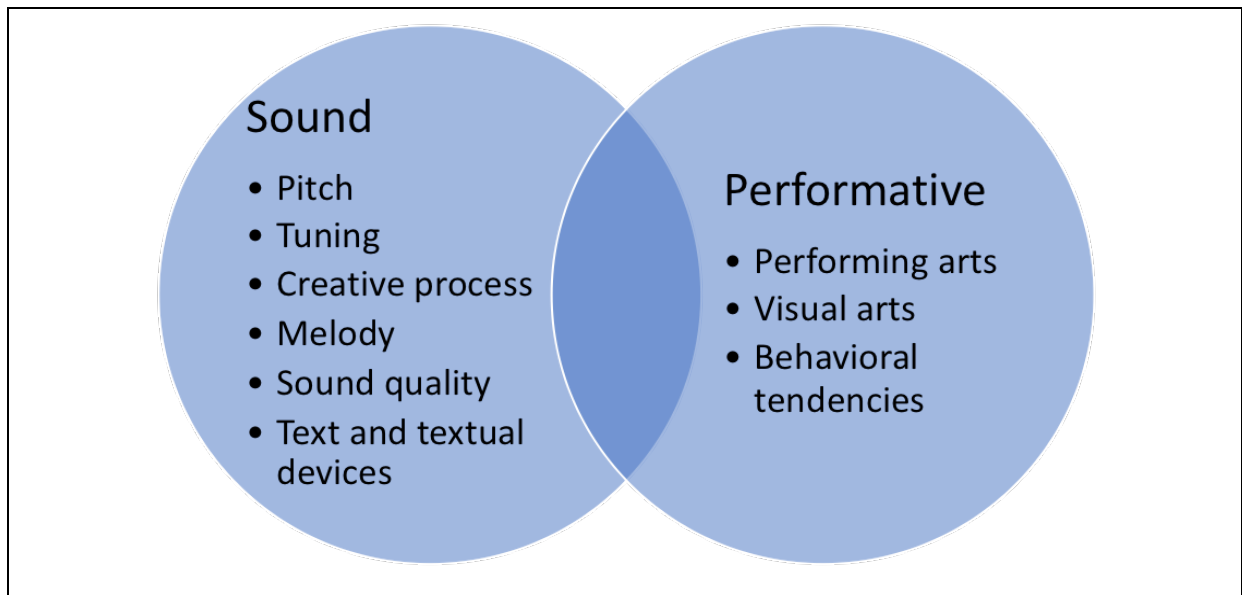 Sound
• Pitch
• Tuning
• Creative process
• Melody
• Sound quality
• Text and textual
devices
Performative
• Performing arts
• Visual arts
• Behavioral
tendencies